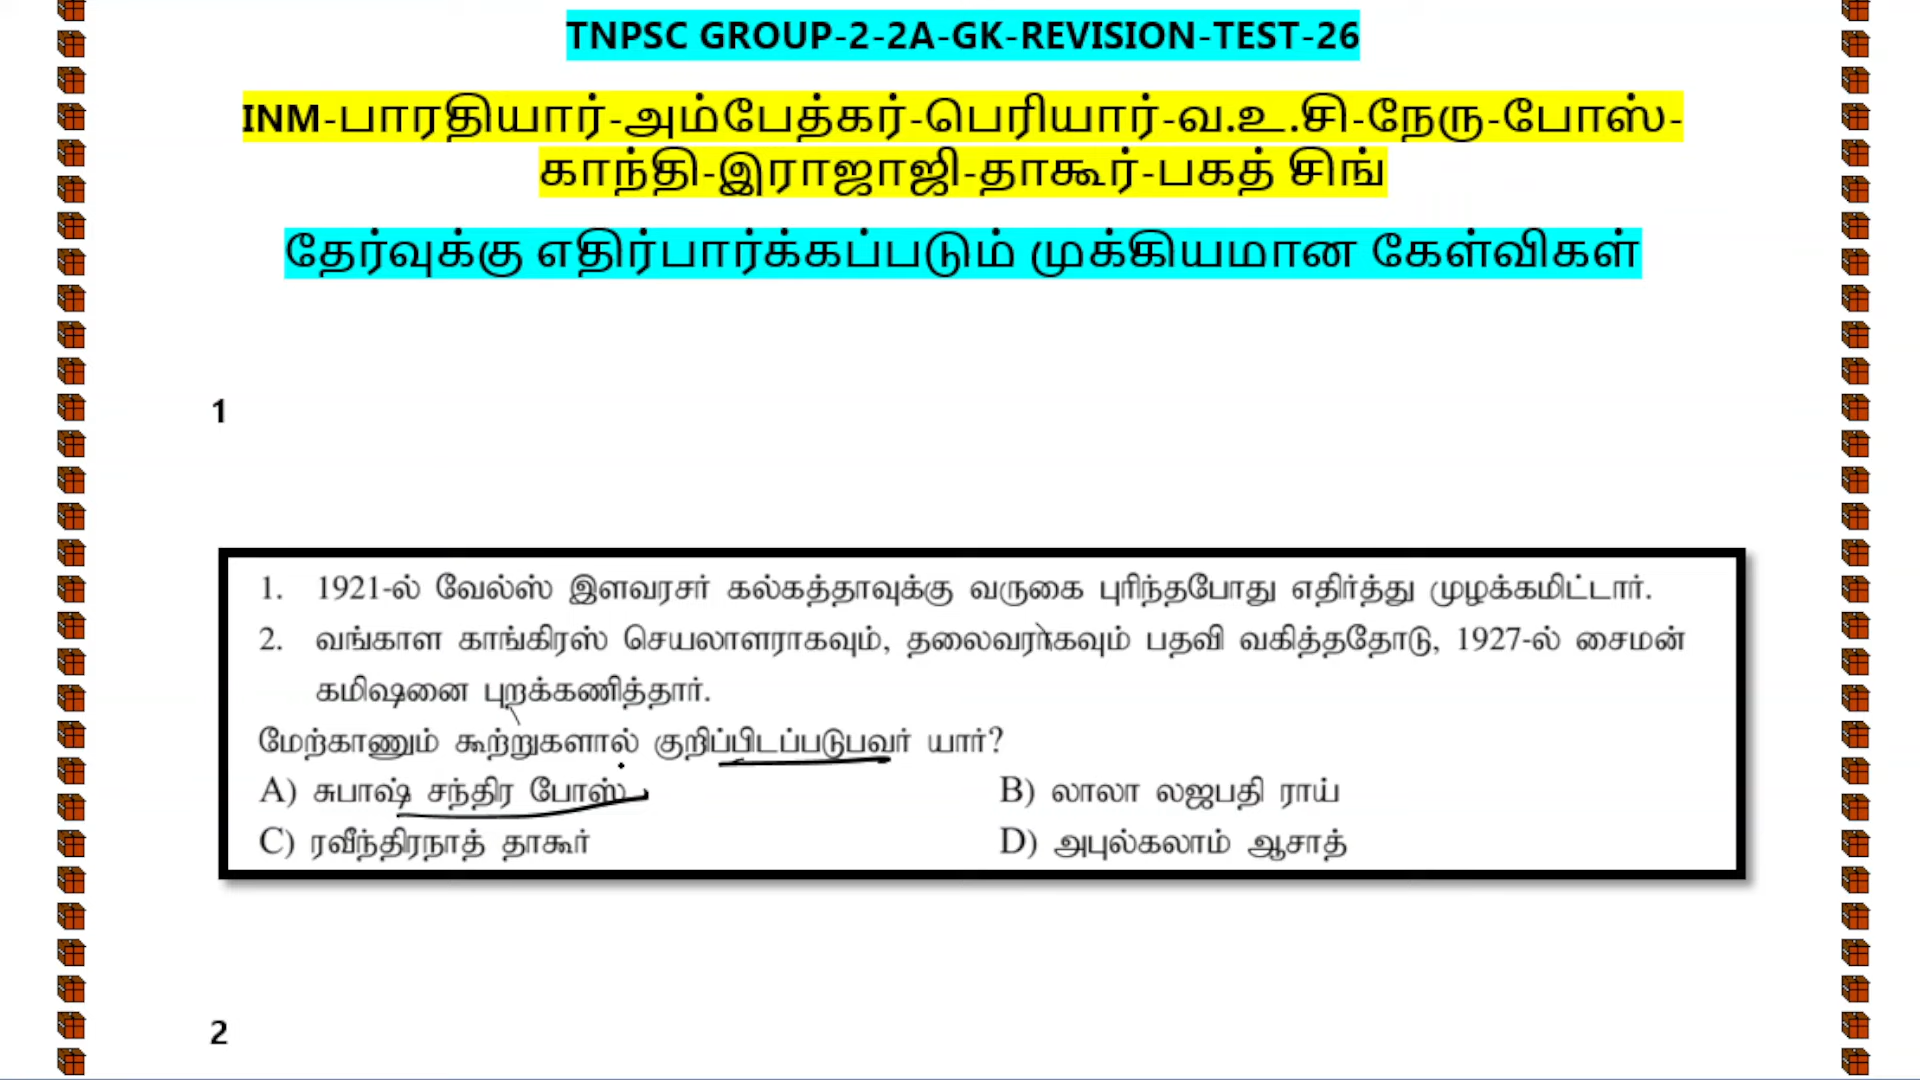 TNPSC GROUP-2-2A-GK-REVISION-TEST-26
INM-பாரதியார்-அம்பேத்கர்-பெரியார்-வ.உ.சி-நேரு-போஸ்-
காந்தி-இராஜாஜி-தாகூர்-பகத் சிங்
தேர்வுக்கு எதிர்பார்க்கப்படும் முக்கியமான கேள்விகள்
1
1. 1921-ல் வேல்ஸ் இளவரசர் கல்கத்தாவுக்கு வருகை புரிந்தபோது எதிர்த்து முழக்கமிட்டார்.
2. வங்காள காங்கிரஸ் செயலாளராகவும், தலைவராகவும் பதவி வகித்ததோடு, 1927-ல் சைமன்
கமிஷனை புறக்கணித்தார்.
மேற்காணும் கூற்றுகளால் குறிப்பிடப்படுபவர் யார்?
A) சுபாஷ் சந்திர போஸ் B) லாலா லஜபதி ராய்
C) ரவீந்திரநாத் தாகூர் D) அபுல்கலாம் ஆசாத்
2